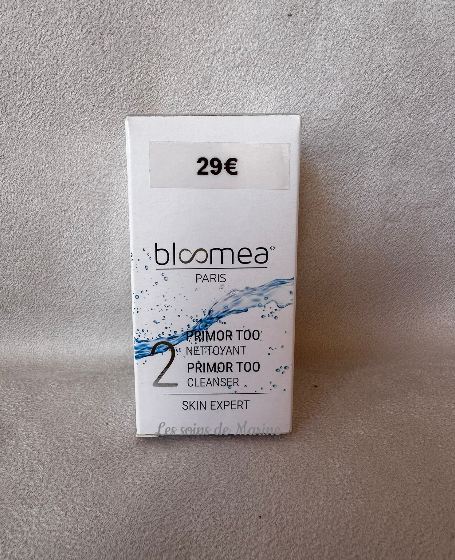 29€
bloomea®
PARIS
2
PRIMOR TOO
NETTOYANT
PRIMOR TOO
CLEANSER
SKIN EXPERT
Les soins de Marine